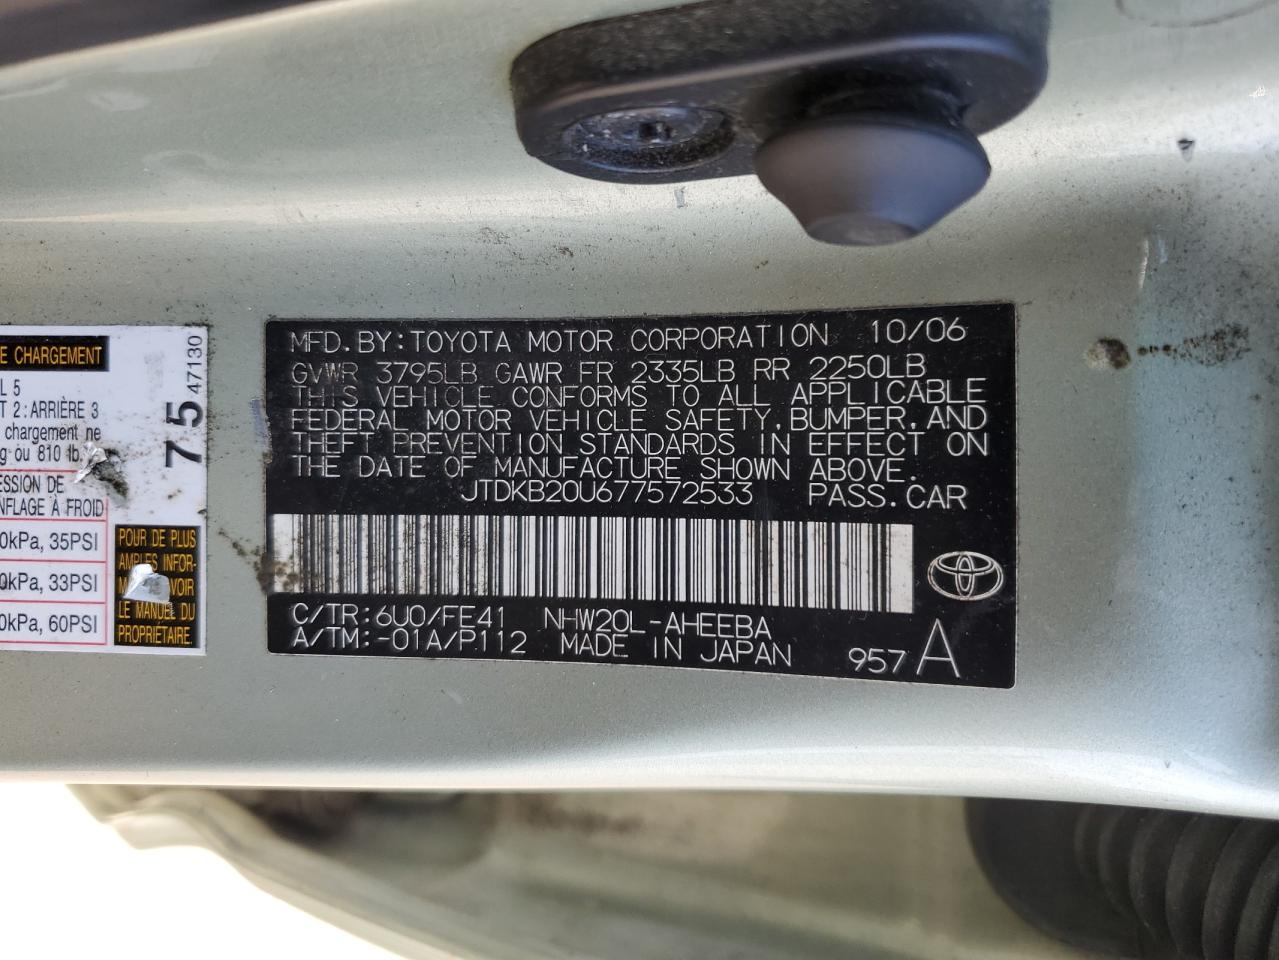 MFD. BY: TOYOTA MOTOR CORPORATION 10/06
GVWR 3795LB GAWR FR 2335LB RR 2250LB
THIS VEHICLE CONFORMS TO ALL APPLICABLE
FEDERAL MOTOR VEHICLE SAFETY, BUMPER, AND
THEFT PREVENTION STANDARDS IN EFFECT ON
THE DATE OF MANUFACTURE SHOWN ABOVE.
JTDKB20U677572533 PASS. CAR
C/TR: 6U0/FE41 NHW20L-AHEEBA
A/TM: -01A/P112 MADE IN JAPAN 957 A
E CHARGEMENT
L 5
T 2: ARRIÈRE 3
chargement ne
g ou 810 lb.
ESSION DE
NFLAGE À FROID
0kPa, 35PSI
0kPa, 33PSI
0kPa, 60PSI
75 47130
POUR DE PLUS
AMPLES INFOR-
VOIR
LE MANUEL DU
PROPRIÉTAIRE.